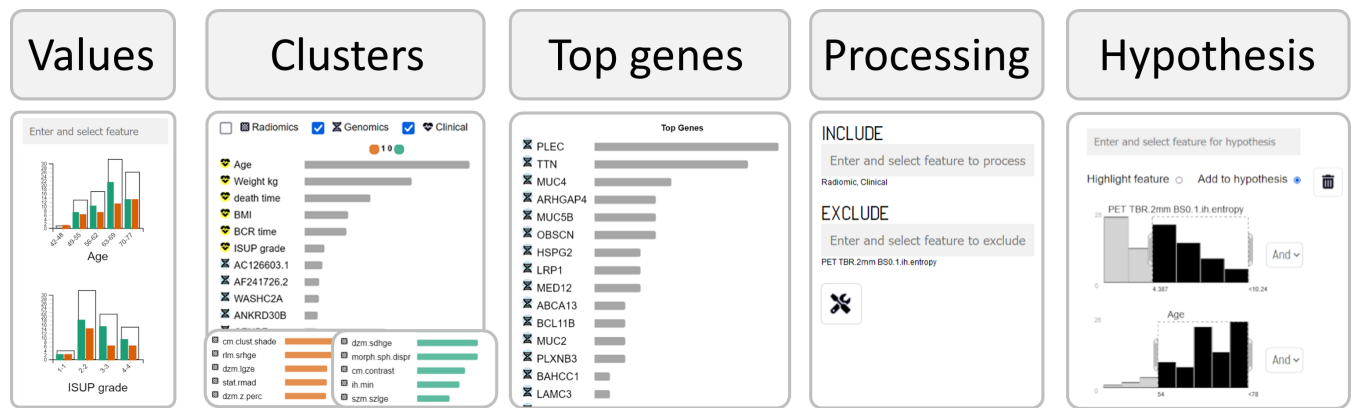 Values
Clusters
Top genes
Processing
Hypothesis
Enter and select feature
42-48
49-55
56-62
63-69
70-77
Age
1-1
2-2
3-3
4-4
ISUP grade
Radiomics
Genomics
Clinical
1 0
Age
Weight kg
death time
BMI
BCR time
ISUP grade
AC126603.1
AF241726.2
WASHC2A
ANKRD30B
cm.clust.shade
rlm.srhge
dzm.lgze
stat.rmad
dzm.z.perc
dzm.sdhge
morph.sph.dispr
cm.contrast
ih.min
szm.szlge
Top Genes
PLEC
TTN
MUC4
ARHGAP4
MUC5B
OBSCN
HSPG2
LRP1
MED12
ABCA13
BCL11B
MUC2
PLXNB3
BAHCC1
LAMC3
INCLUDE
Enter and select feature to process
Radiomic, Clinical
EXCLUDE
Enter and select feature to exclude
PET TBR.2mm BS0.1.ih.entropy
Enter and select feature for hypothesis
Highlight feature
Add to hypothesis
PET TBR.2mm BS0.1.ih.entropy
0
4.387
<10.24
And
Age
26
0
54
<78
And